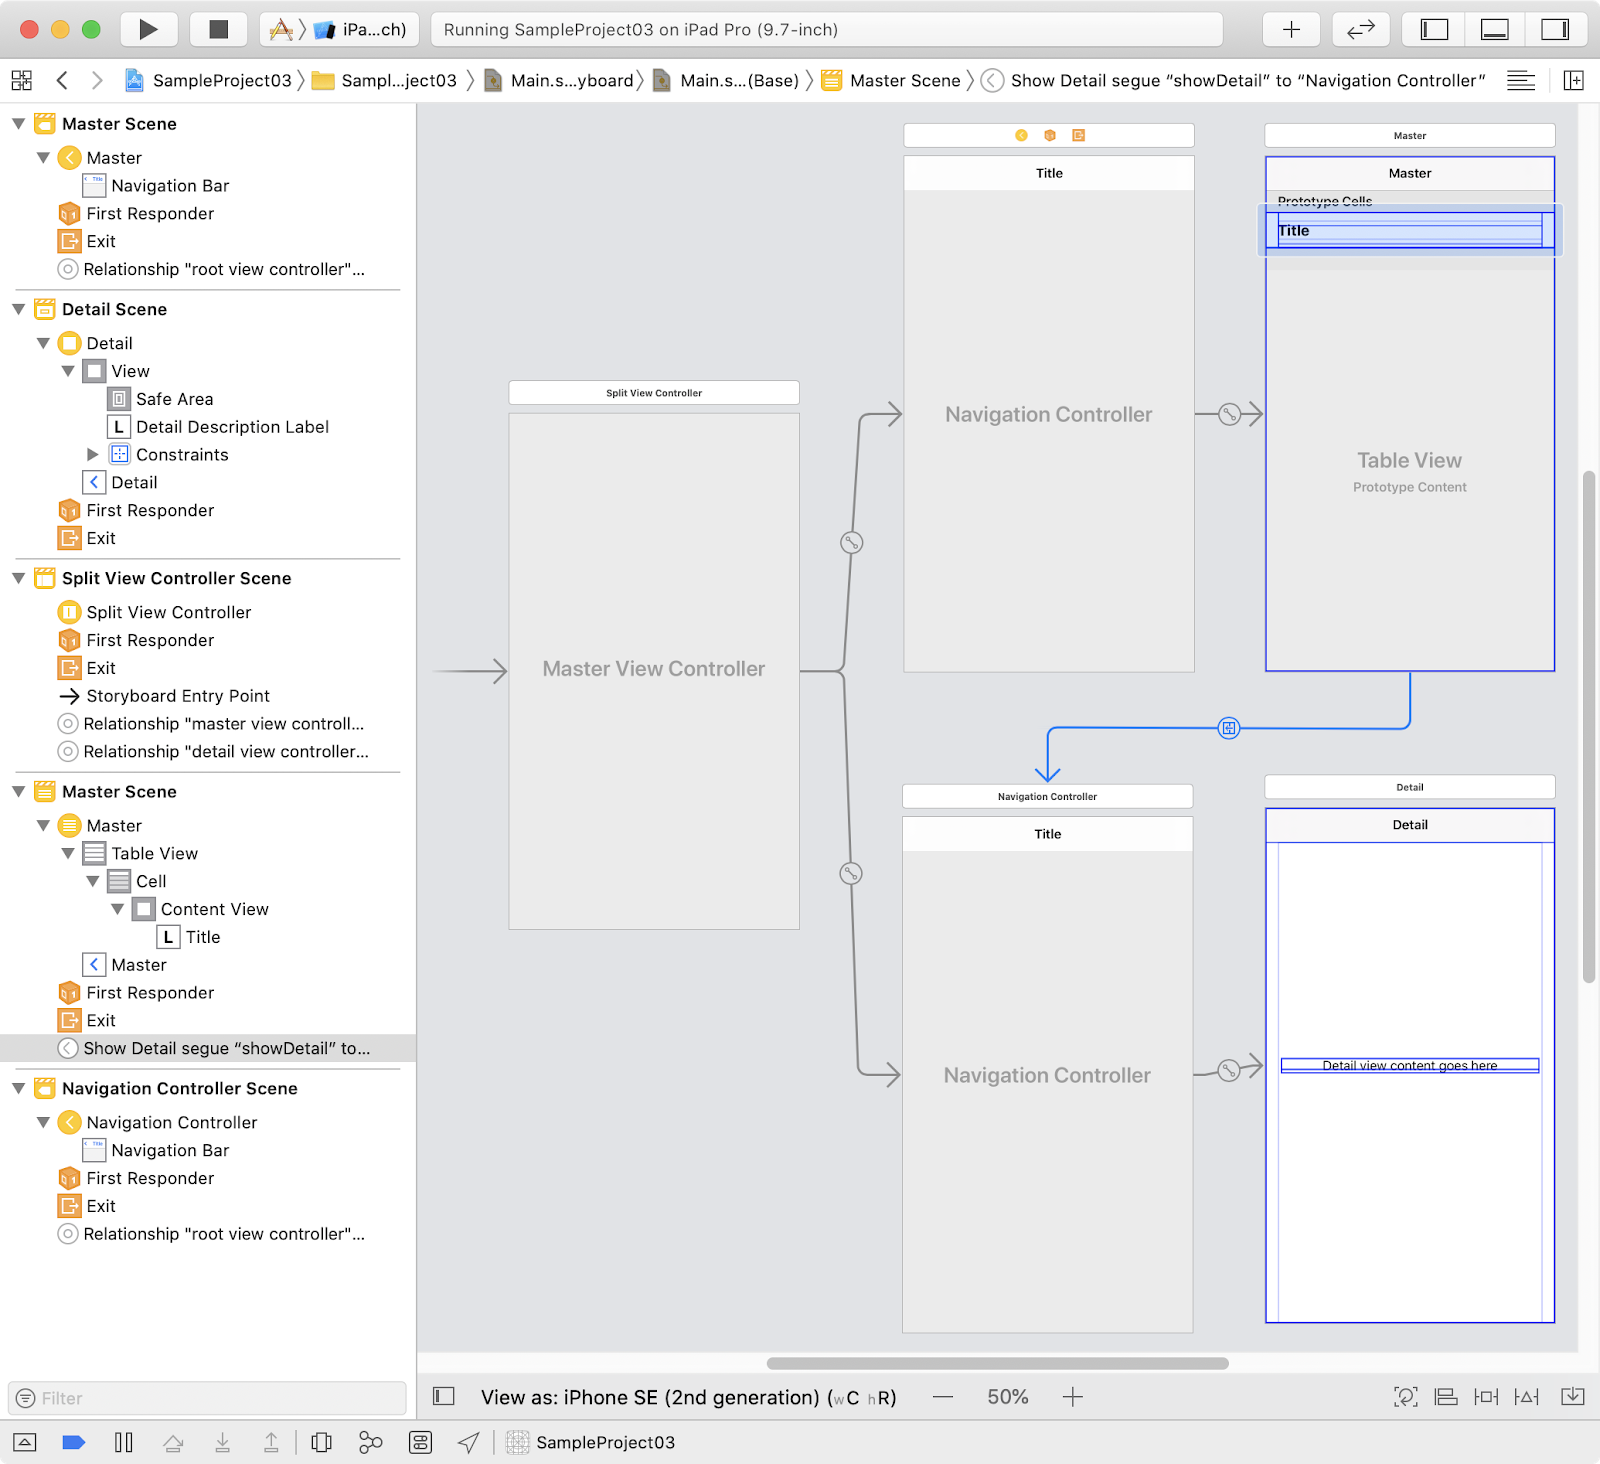 iPa...ch)
Running SampleProject03 on iPad Pro (9.7-inch)
SampleProject03
Sampl...ject03
Main.s...yboard
Main.s...(Base)
Master Scene
Show Detail segue “showDetail” to “Navigation Controller”
Master Scene
Master
Navigation Bar
First Responder
Exit
Relationship "root view controller"...
Detail Scene
Detail
View
Safe Area
L Detail Description Label
Constraints
Detail
First Responder
Exit
Split View Controller Scene
Split View Controller
First Responder
Exit
Storyboard Entry Point
Relationship "master view controll...
Relationship "detail view controller...
Master Scene
Master
Table View
Cell
Content View
L Title
Master
First Responder
Exit
Show Detail segue “showDetail” to...
Navigation Controller Scene
Navigation Controller
Navigation Bar
First Responder
Exit
Relationship "root view controller"...
Filter
Split View Controller
Master View Controller
Title
Navigation Controller
Master
Master
Prototype Cells
Title
Table View
Prototype Content
Navigation Controller
Title
Navigation Controller
Detail
Detail
Detail view content goes here
View as: iPhone SE (2nd generation) (wC hR)
50%
SampleProject03